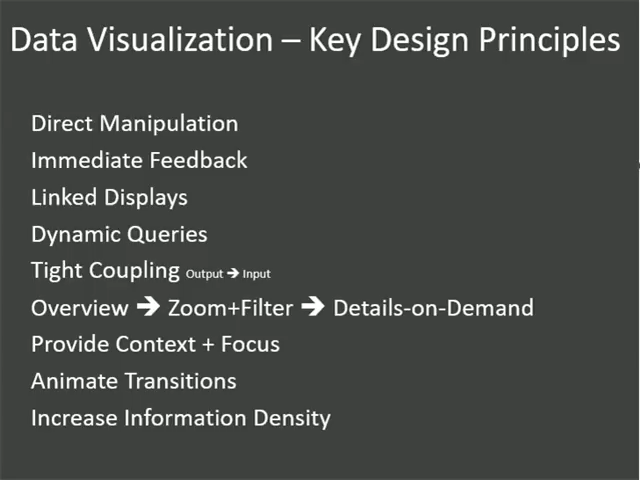 Data Visualization – Key Design Principles
Direct Manipulation
Immediate Feedback
Linked Displays
Dynamic Queries
Tight Coupling Output ➔ Input
Overview ➔ Zoom+Filter ➔ Details-on-Demand
Provide Context + Focus
Animate Transitions
Increase Information Density